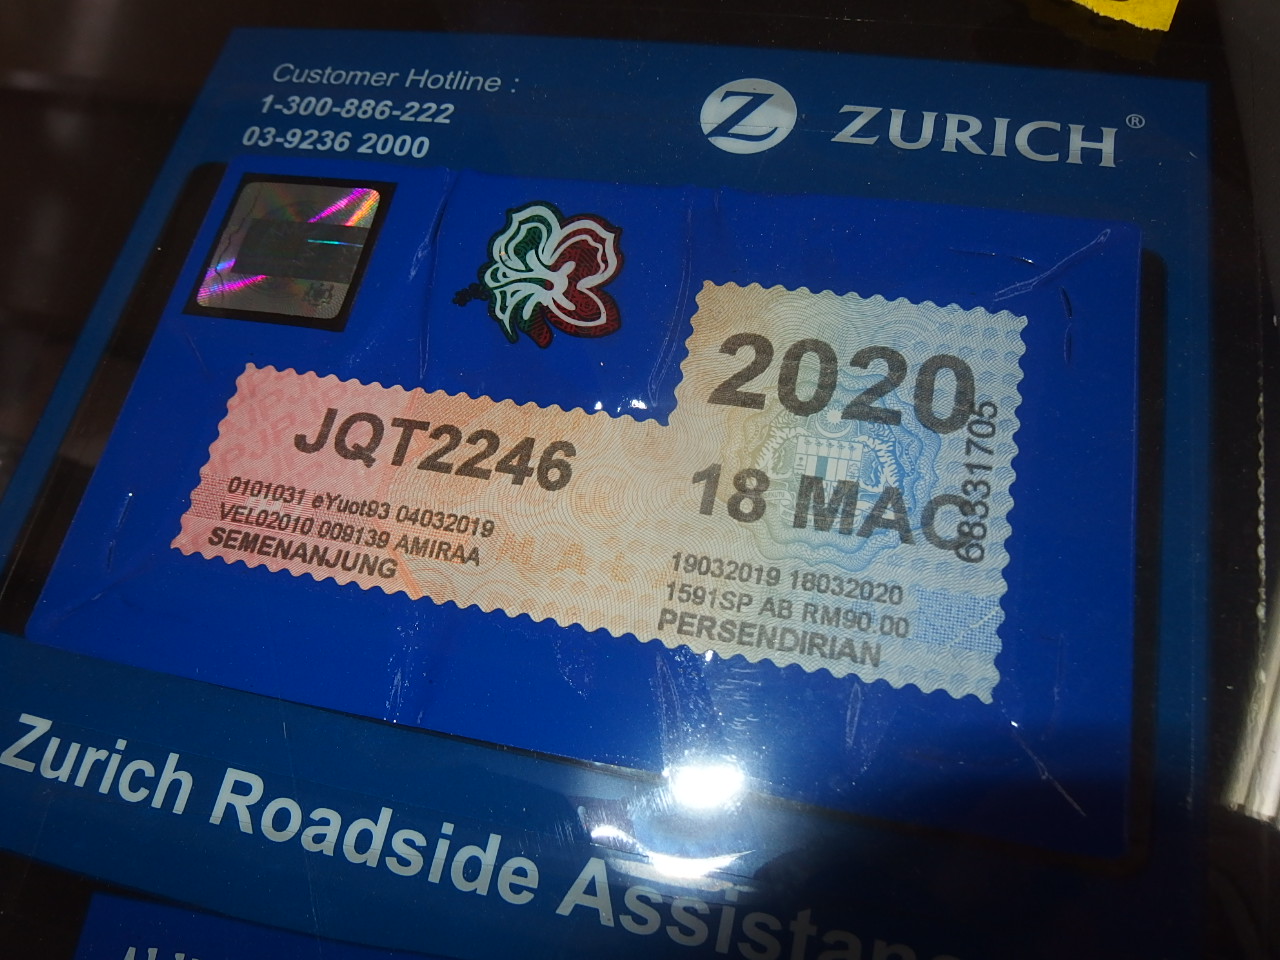 Customer Hotline :
1-300-886-222
03-9236 2000
Z ZURICH®
2020
18 MAC
68331705
JQT2246
0101031 eYuot93 04032019
VEL02010 009139 AMIRAA
SEMENANJUNG
19032019 18032020
1591SP AB RM90.00
PERSENDIRIAN
Zurich Roadside Assistan